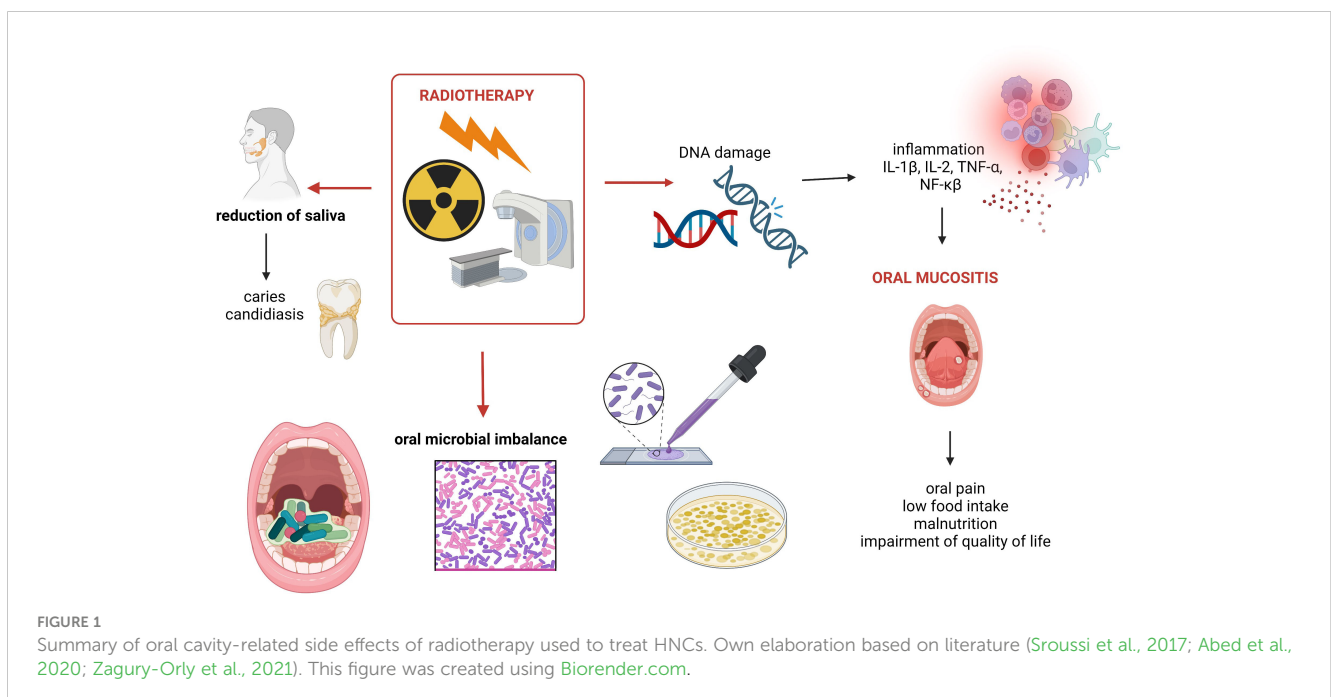 RADIOTHERAPY
reduction of saliva
caries
candidiasis
DNA damage
inflammation
IL-1β, IL-2, TNF-α,
NF-κβ
ORAL MUCOSITIS
oral pain
low food intake
malnutrition
impairment of quality of life
oral microbial imbalance
FIGURE 1
Summary of oral cavity-related side effects of radiotherapy used to treat HNCs. Own elaboration based on literature (Sroussi et al., 2017; Abed et al.,
2020; Zagury-Orly et al., 2021). This figure was created using Biorender.com.